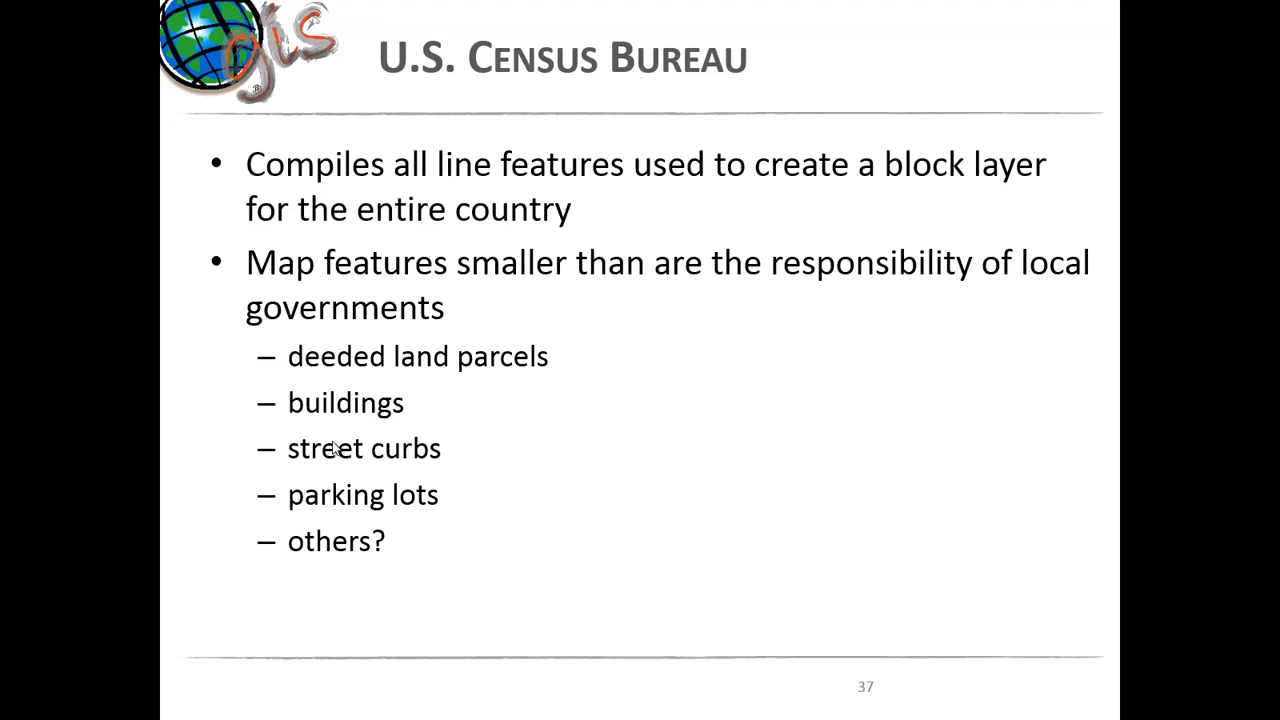 gis
U.S. CENSUS BUREAU
• Compiles all line features used to create a block layer
for the entire country
• Map features smaller than are the responsibility of local
governments
– deeded land parcels
– buildings
– street curbs
– parking lots
– others?
37